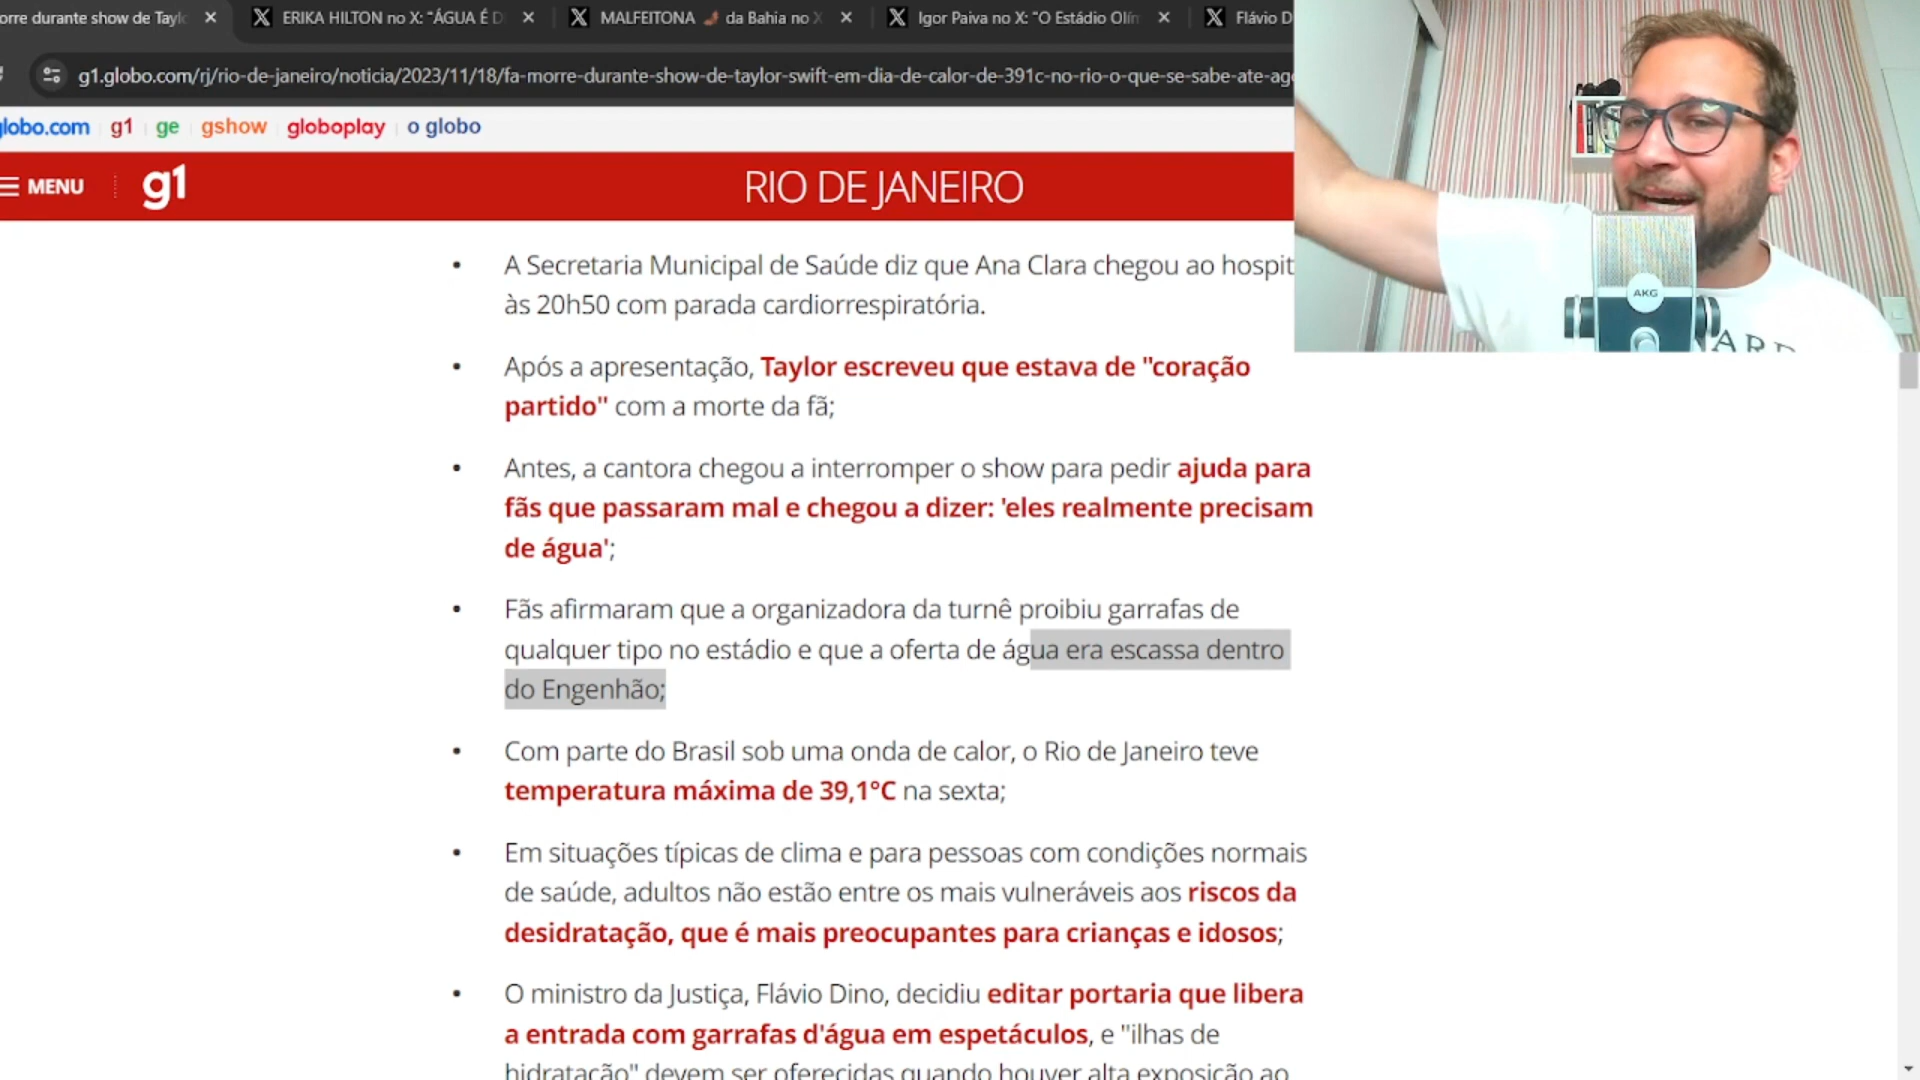 orre durante show de Tayl
ERIKA HILTON no X: "ÁGUA É D
MALFEITONA da Bahia no X
Igor Paiva no X: "O Estádio Olím
Flávio D
g1.globo.com/rj/rio-de-janeiro/noticia/2023/11/18/fa-morre-durante-show-de-taylor-swift-em-dia-de-calor-de-391c-no-rio-o-que-se-sabe-ate-ago
globo.com g1 ge gshow globoplay o globo
MENU g1 RIO DE JANEIRO
• A Secretaria Municipal de Saúde diz que Ana Clara chegou ao hospit
às 20h50 com parada cardiorrespiratória.
• Após a apresentação, Taylor escreveu que estava de "coração
partido" com a morte da fã;
• Antes, a cantora chegou a interromper o show para pedir ajuda para
fãs que passaram mal e chegou a dizer: 'eles realmente precisam
de água';
• Fãs afirmaram que a organizadora da turnê proibiu garrafas de
qualquer tipo no estádio e que a oferta de água era escassa dentro
do Engenhão;
• Com parte do Brasil sob uma onda de calor, o Rio de Janeiro teve
temperatura máxima de 39,1°C na sexta;
• Em situações típicas de clima e para pessoas com condições normais
de saúde, adultos não estão entre os mais vulneráveis aos riscos da
desidratação, que é mais preocupantes para crianças e idosos;
• O ministro da Justiça, Flávio Dino, decidiu editar portaria que libera
a entrada com garrafas d'água em espetáculos, e "ilhas de
hidratação" devem ser oferecidas quando houver alta exposição ao
AKG
ARD